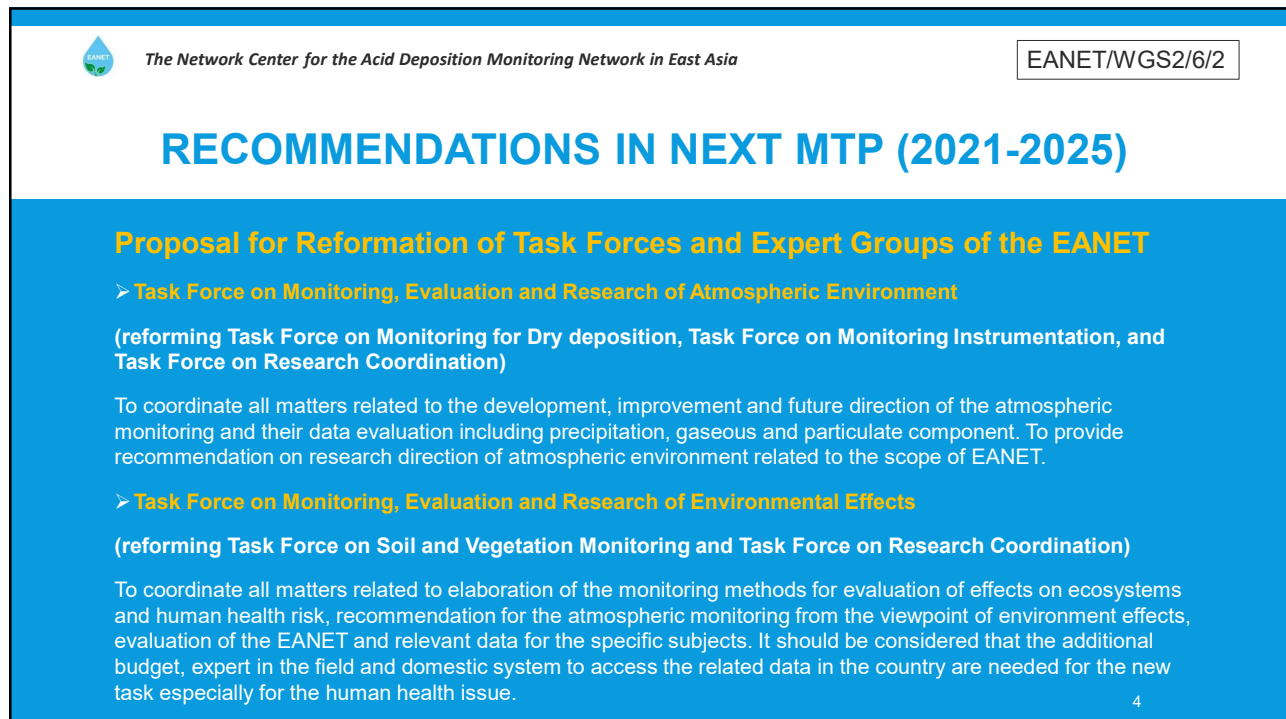 EANET
The Network Center for the Acid Deposition Monitoring Network in East Asia
EANET/WGS2/6/2
RECOMMENDATIONS IN NEXT MTP (2021-2025)
Proposal for Reformation of Task Forces and Expert Groups of the EANET
➢ Task Force on Monitoring, Evaluation and Research of Atmospheric Environment
(reforming Task Force on Monitoring for Dry deposition, Task Force on Monitoring Instrumentation, and
Task Force on Research Coordination)
To coordinate all matters related to the development, improvement and future direction of the atmospheric
monitoring and their data evaluation including precipitation, gaseous and particulate component. To provide
recommendation on research direction of atmospheric environment related to the scope of EANET.
➢ Task Force on Monitoring, Evaluation and Research of Environmental Effects
(reforming Task Force on Soil and Vegetation Monitoring and Task Force on Research Coordination)
To coordinate all matters related to elaboration of the monitoring methods for evaluation of effects on ecosystems
and human health risk, recommendation for the atmospheric monitoring from the viewpoint of environment effects,
evaluation of the EANET and relevant data for the specific subjects. It should be considered that the additional
budget, expert in the field and domestic system to access the related data in the country are needed for the new
task especially for the human health issue.
4